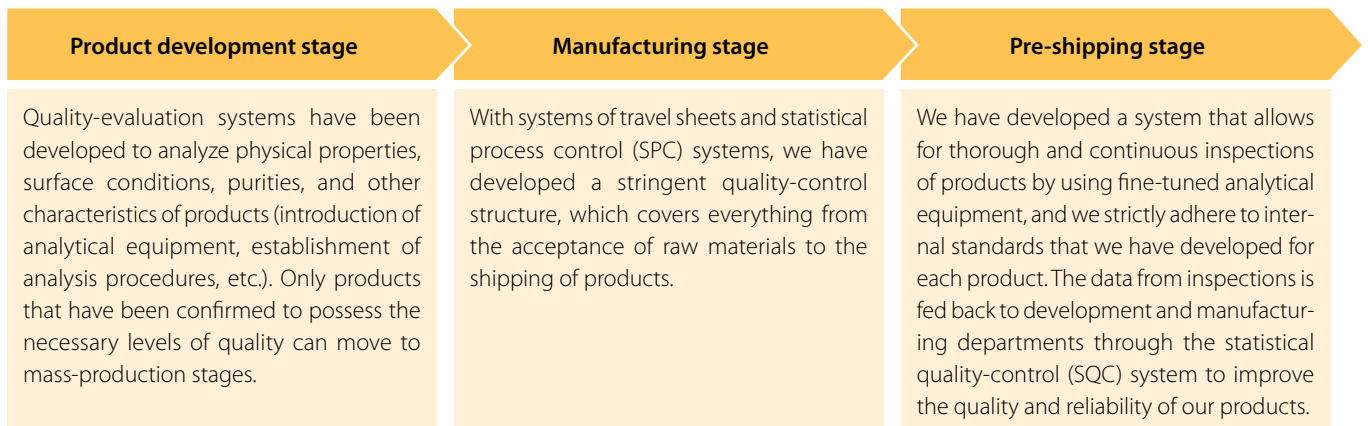 Product development stage
Quality-evaluation systems have been
developed to analyze physical properties,
surface conditions, purities, and other
characteristics of products (introduction of
analytical equipment, establishment of
analysis procedures, etc.). Only products
that have been confirmed to possess the
necessary levels of quality can move to
mass-production stages.
Manufacturing stage
With systems of travel sheets and statistical
process control (SPC) systems, we have
developed a stringent quality-control
structure, which covers everything from
the acceptance of raw materials to the
shipping of products.
Pre-shipping stage
We have developed a system that allows
for thorough and continuous inspections
of products by using fine-tuned analytical
equipment, and we strictly adhere to inter-
nal standards that we have developed for
each product. The data from inspections is
fed back to development and manufactur-
ing departments through the statistical
quality-control (SQC) system to improve
the quality and reliability of our products.